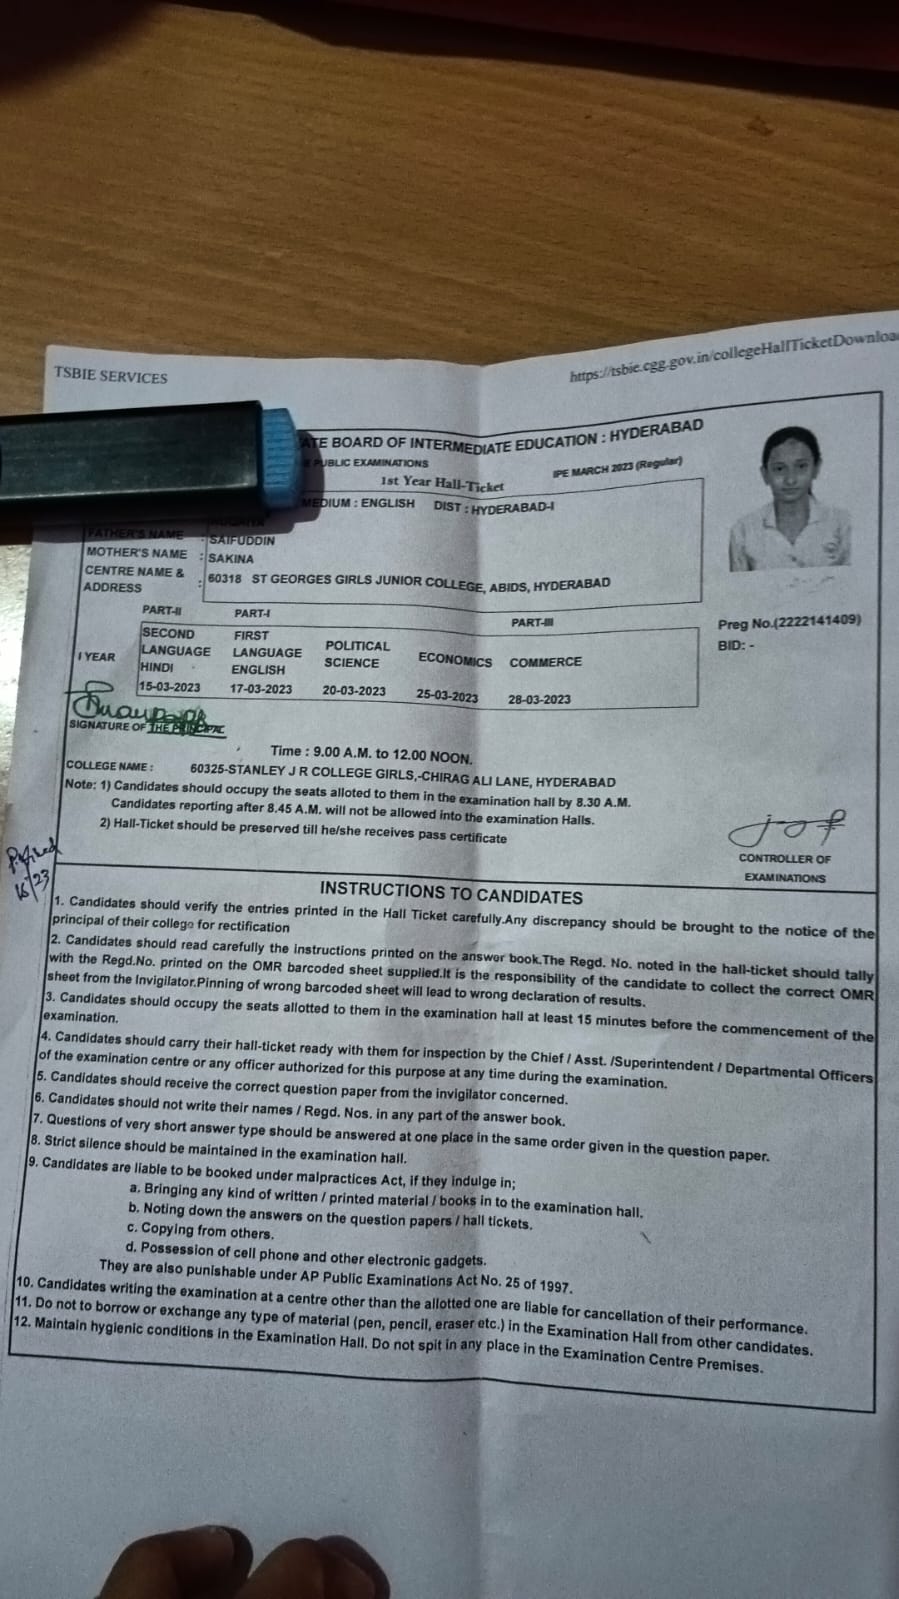 TSBIE SERVICES
https://tsbie.cgg.gov.in/collegeHallTicketDownloa
ATE BOARD OF INTERMEDIATE EDUCATION : HYDERABAD
PUBLIC EXAMINATIONS
IPE MARCH 2023 (Regular)
1st Year Hall-Ticket
MEDIUM : ENGLISH DIST : HYDERABAD-I
FATHER'S NAME : SAIFUDDIN
MOTHER'S NAME : SAKINA
CENTRE NAME &
ADDRESS : 60318 ST GEORGES GIRLS JUNIOR COLLEGE, ABIDS, HYDERABAD
PART-II PART-I PART-III
I YEAR
SECOND LANGUAGE HINDI
FIRST LANGUAGE ENGLISH
POLITICAL SCIENCE
ECONOMICS
COMMERCE
15-03-2023 17-03-2023 20-03-2023 25-03-2023 28-03-2023
Preg No.(2222141409)
BID: -
SIGNATURE OF THE PRINCIPAL
Time : 9.00 A.M. to 12.00 NOON.
COLLEGE NAME : 60325-STANLEY J R COLLEGE GIRLS,-CHIRAG ALI LANE, HYDERABAD
Note: 1) Candidates should occupy the seats alloted to them in the examination hall by 8.30 A.M.
Candidates reporting after 8.45 A.M. will not be allowed into the examination Halls.
2) Hall-Ticket should be preserved till he/she receives pass certificate
CONTROLLER OF
EXAMINATIONS
INSTRUCTIONS TO CANDIDATES
1. Candidates should verify the entries printed in the Hall Ticket carefully.Any discrepancy should be brought to the notice of the
principal of their college for rectification
2. Candidates should read carefully the instructions printed on the answer book.The Regd. No. noted in the hall-ticket should tally
with the Regd.No. printed on the OMR barcoded sheet supplied.It is the responsibility of the candidate to collect the correct OMR
sheet from the Invigilator.Pinning of wrong barcoded sheet will lead to wrong declaration of results.
3. Candidates should occupy the seats allotted to them in the examination hall at least 15 minutes before the commencement of the
examination.
4. Candidates should carry their hall-ticket ready with them for inspection by the Chief / Asst. /Superintendent / Departmental Officers
of the examination centre or any officer authorized for this purpose at any time during the examination.
5. Candidates should receive the correct question paper from the invigilator concerned.
6. Candidates should not write their names / Regd. Nos. in any part of the answer book.
7. Questions of very short answer type should be answered at one place in the same order given in the question paper.
8. Strict silence should be maintained in the examination hall.
9. Candidates are liable to be booked under malpractices Act, if they indulge in;
a. Bringing any kind of written / printed material / books in to the examination hall.
b. Noting down the answers on the question papers / hall tickets.
c. Copying from others.
d. Possession of cell phone and other electronic gadgets.
They are also punishable under AP Public Examinations Act No. 25 of 1997.
10. Candidates writing the examination at a centre other than the allotted one are liable for cancellation of their performance.
11. Do not to borrow or exchange any type of material (pen, pencil, eraser etc.) in the Examination Hall from other candidates.
12. Maintain hygienic conditions in the Examination Hall. Do not spit in any place in the Examination Centre Premises.